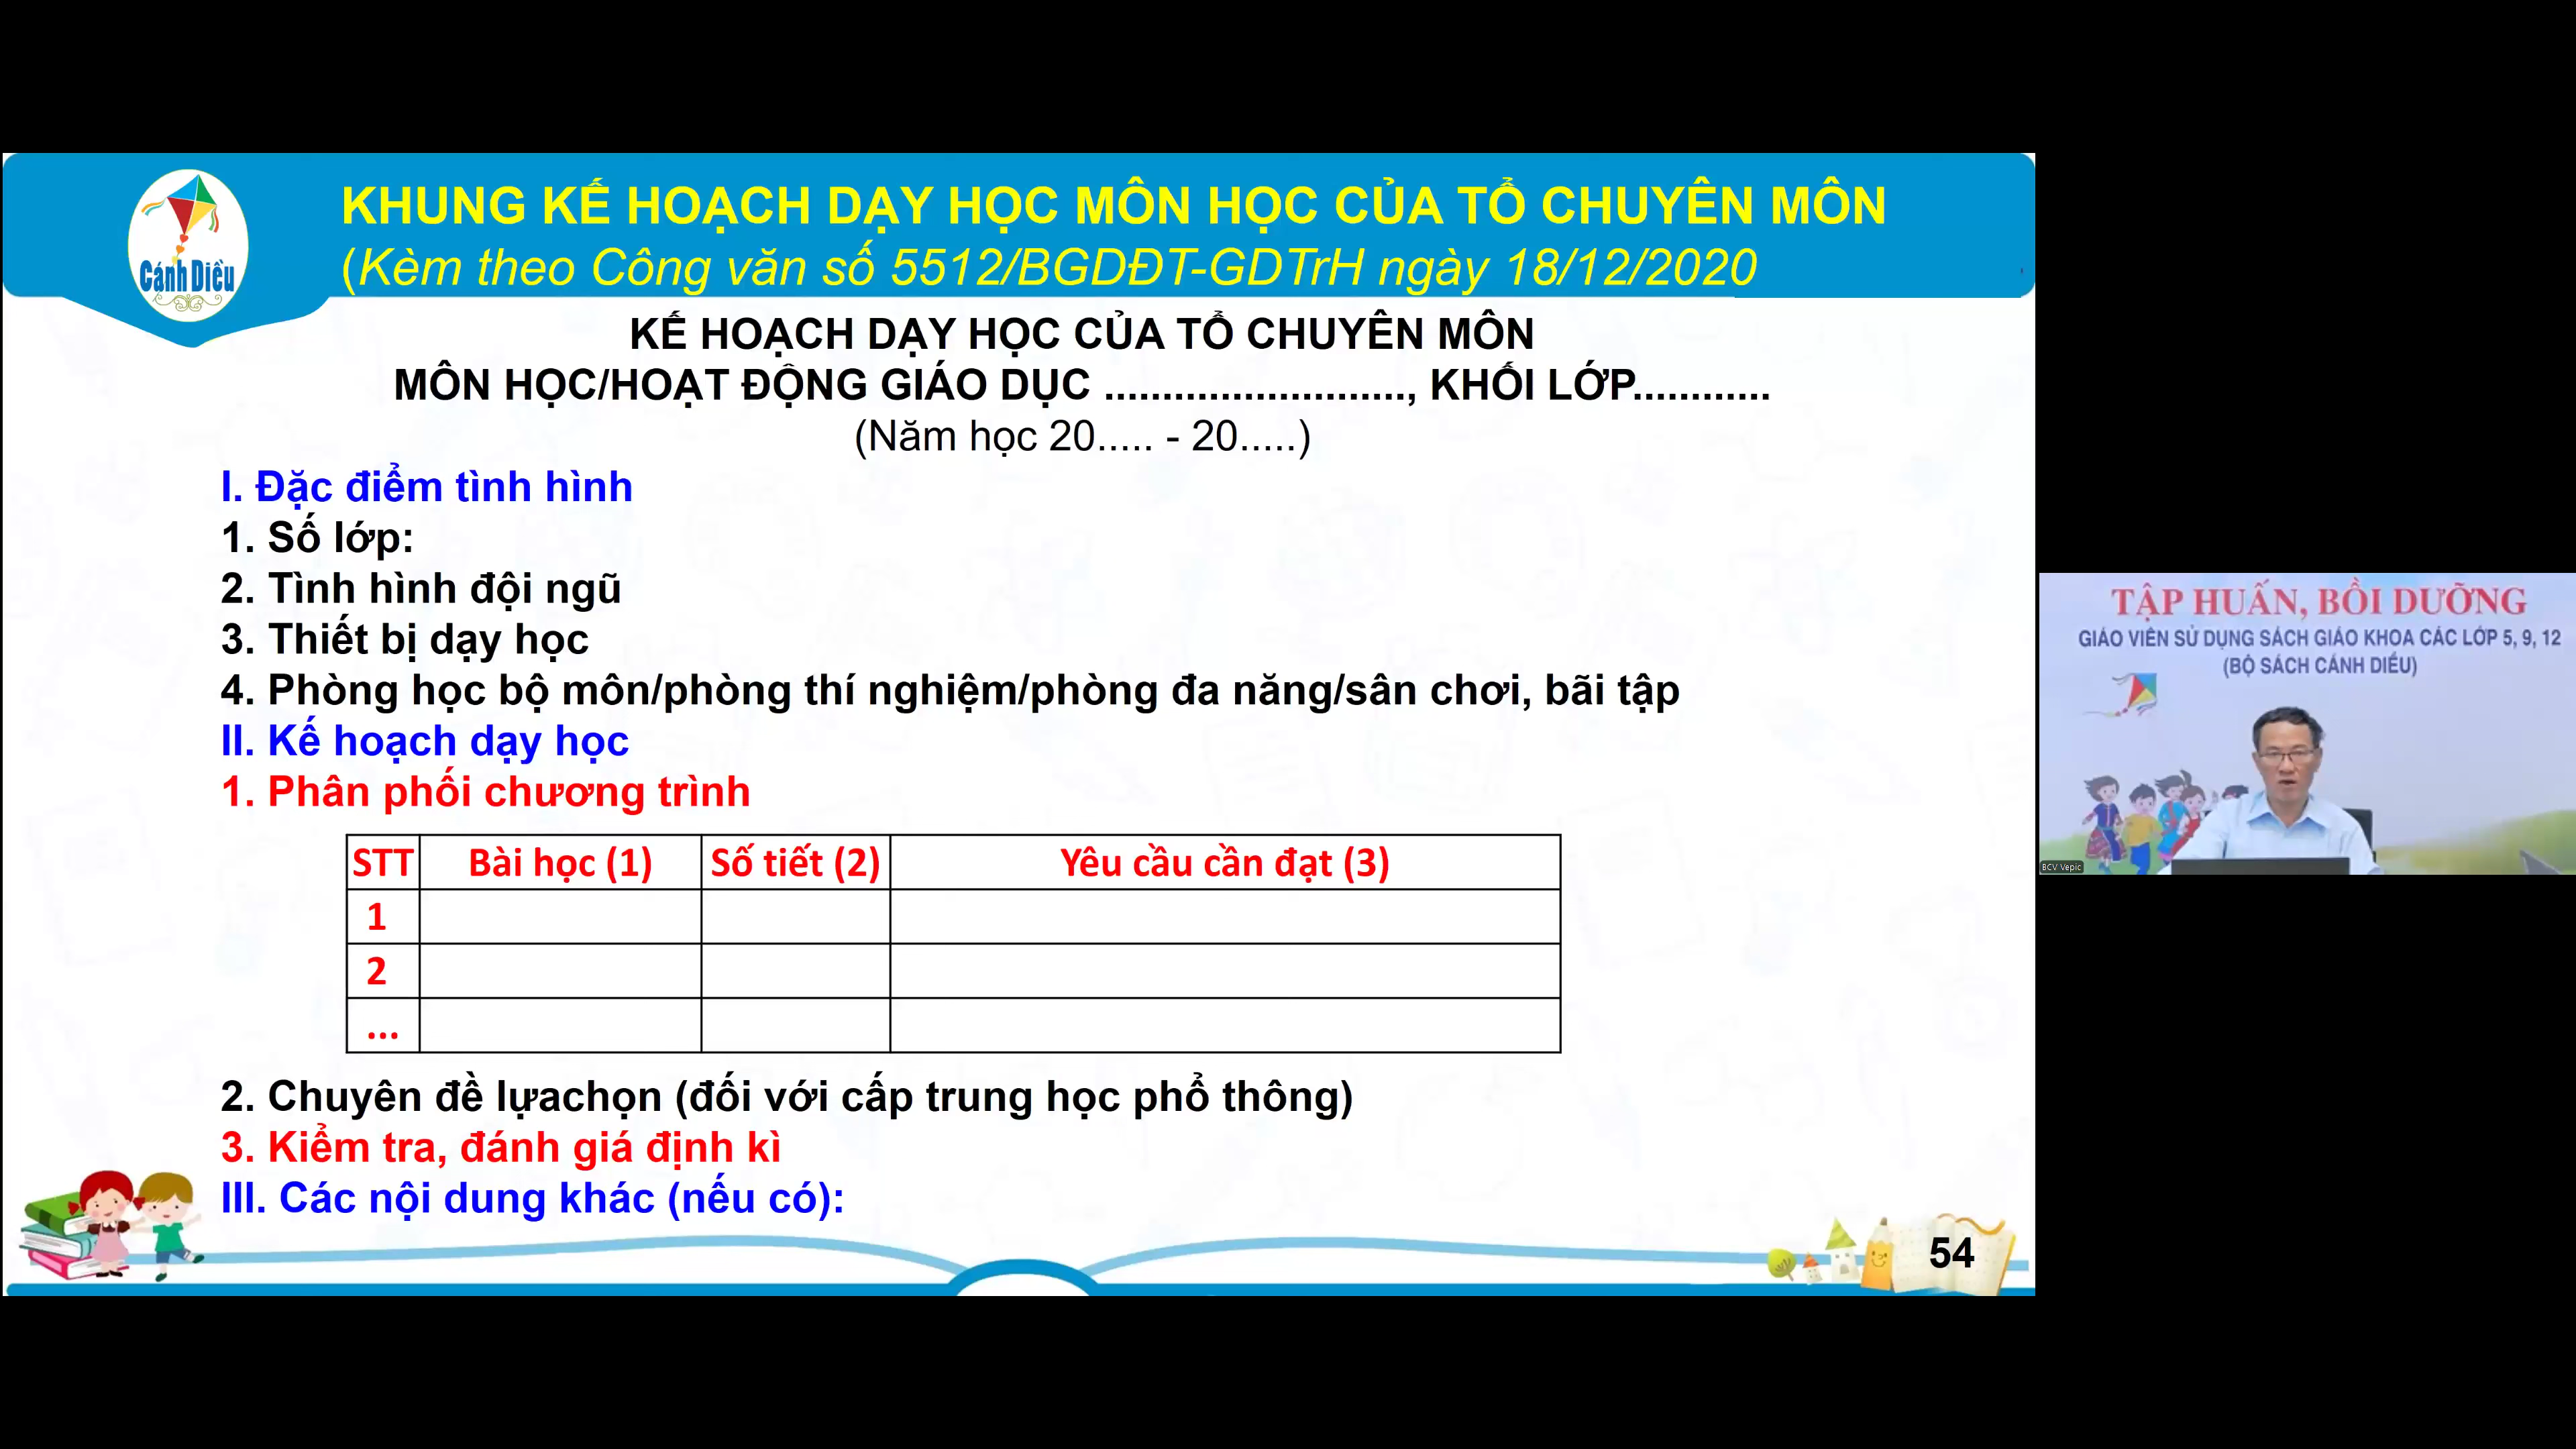 Cánh Diều
KHUNG KẾ HOẠCH DẠY HỌC MÔN HỌC CỦA TỔ CHUYÊN MÔN
(Kèm theo Công văn số 5512/BGDĐT-GDTrH ngày 18/12/2020
KẾ HOẠCH DẠY HỌC CỦA TỔ CHUYÊN MÔN
MÔN HỌC/HOẠT ĐỘNG GIÁO DỤC .........................., KHỐI LỚP............
(Năm học 20..... - 20.....)
I. Đặc điểm tình hình
1. Số lớp:
2. Tình hình đội ngũ
3. Thiết bị dạy học
4. Phòng học bộ môn/phòng thí nghiệm/phòng đa năng/sân chơi, bãi tập
II. Kế hoạch dạy học
1. Phân phối chương trình
STT Bài học (1) Số tiết (2) Yêu cầu cần đạt (3)
1
2
...
2. Chuyên đề lựachọn (đối với cấp trung học phổ thông)
3. Kiểm tra, đánh giá định kì
III. Các nội dung khác (nếu có):
54
TẬP HUẤN, BỒI DƯỠNG
GIÁO VIÊN SỬ DỤNG SÁCH GIÁO KHOA CÁC LỚP 5, 9, 12
(BỘ SÁCH CÁNH DIỀU)
BCV Vepic